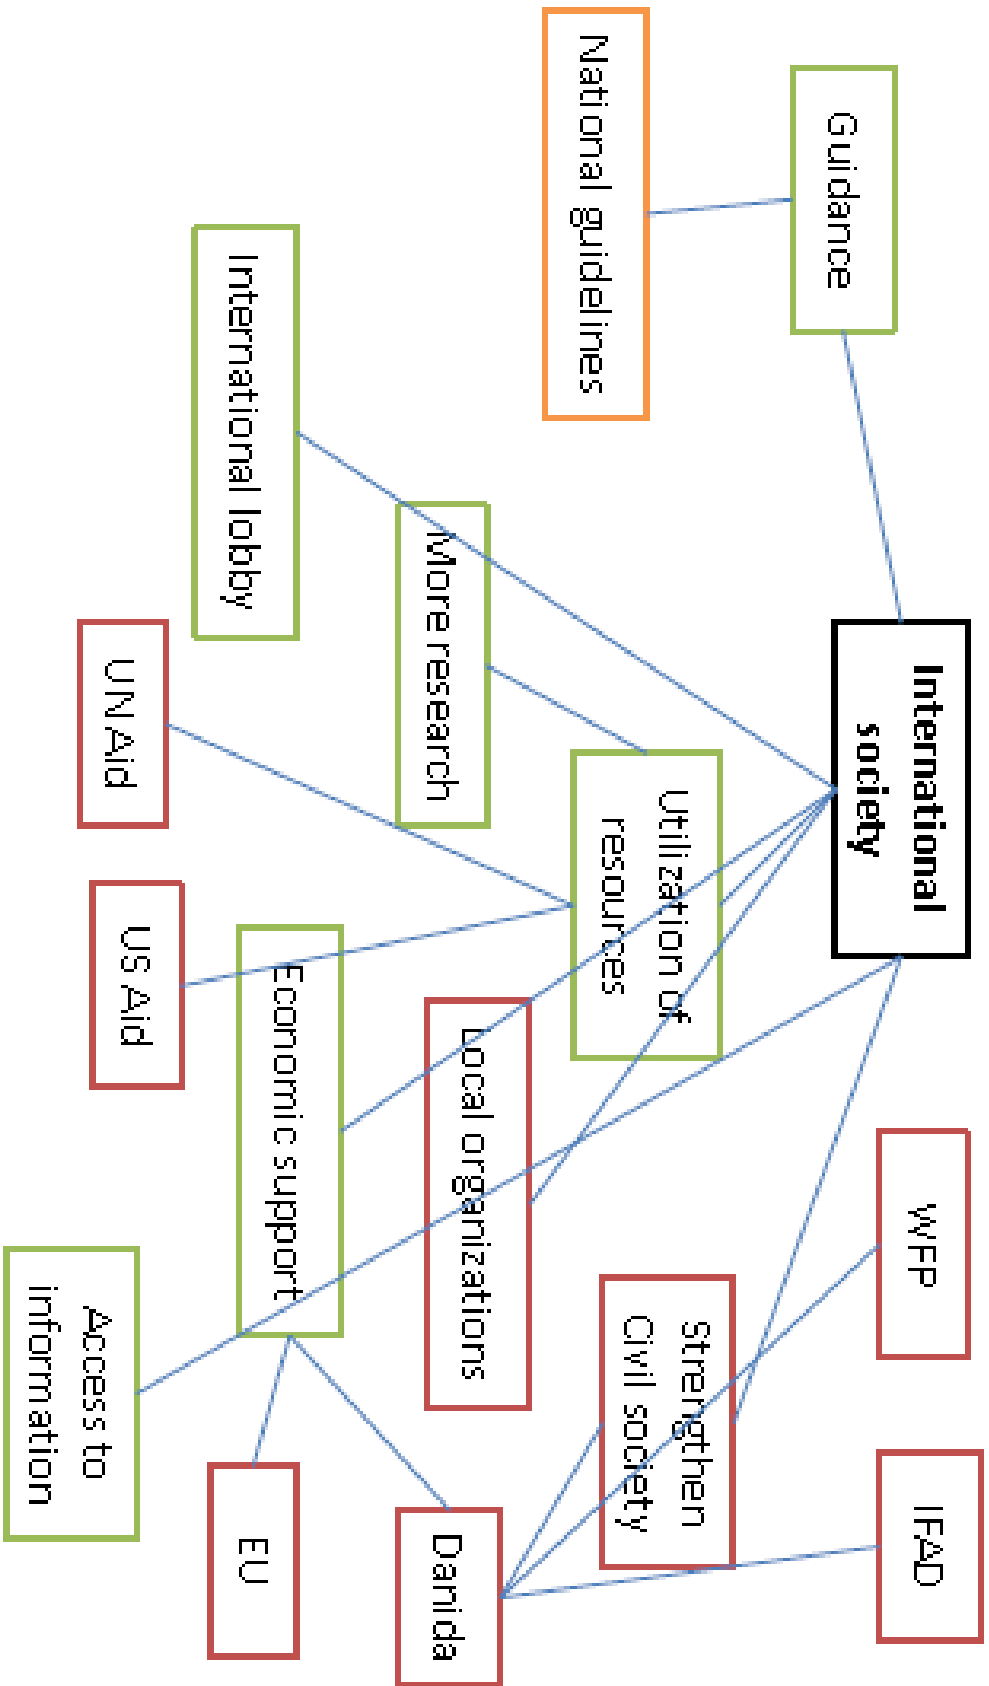 International
society
WFP
IFAD
Guidance
Strengthen
Civil society
Utilization of
resources
National guidelines
Local organizations
Danida
More research
Economic support
EU
International lobby
US Aid
UN Aid
Access to
information